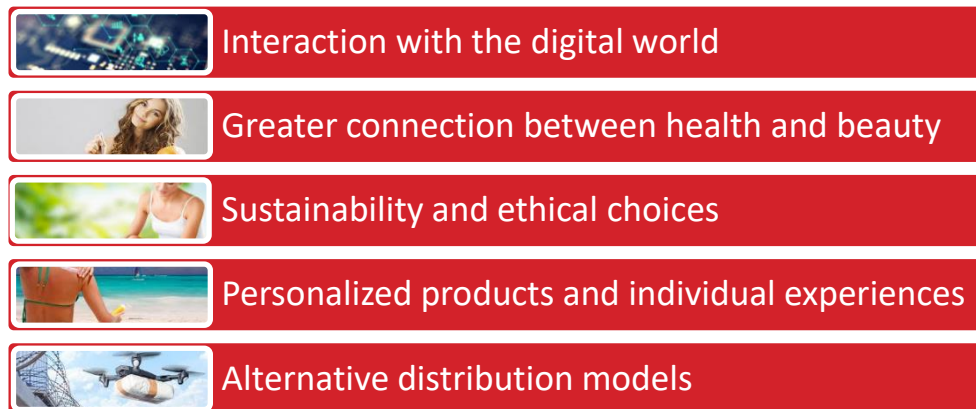 Interaction with the digital world
Greater connection between health and beauty
Sustainability and ethical choices
Personalized products and individual experiences
Alternative distribution models